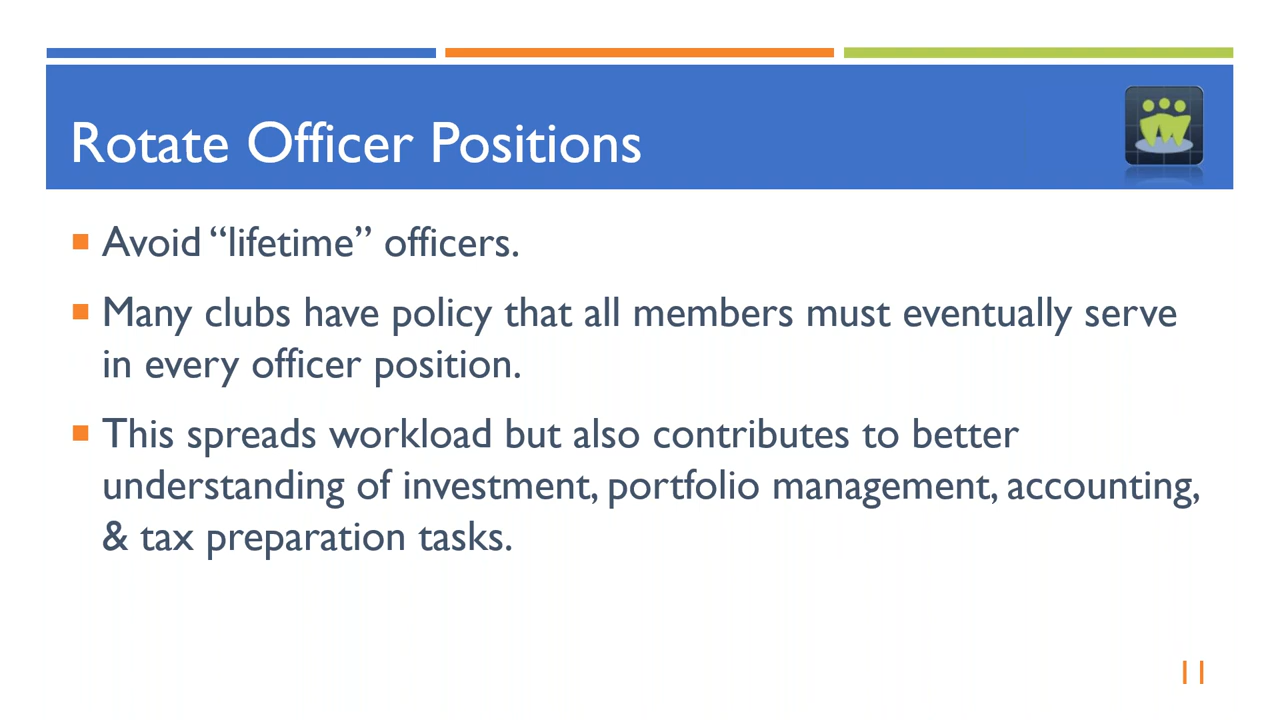 Rotate Officer Positions
Avoid “lifetime” officers.
Many clubs have policy that all members must eventually serve
in every officer position.
This spreads workload but also contributes to better
understanding of investment, portfolio management, accounting,
& tax preparation tasks.
11